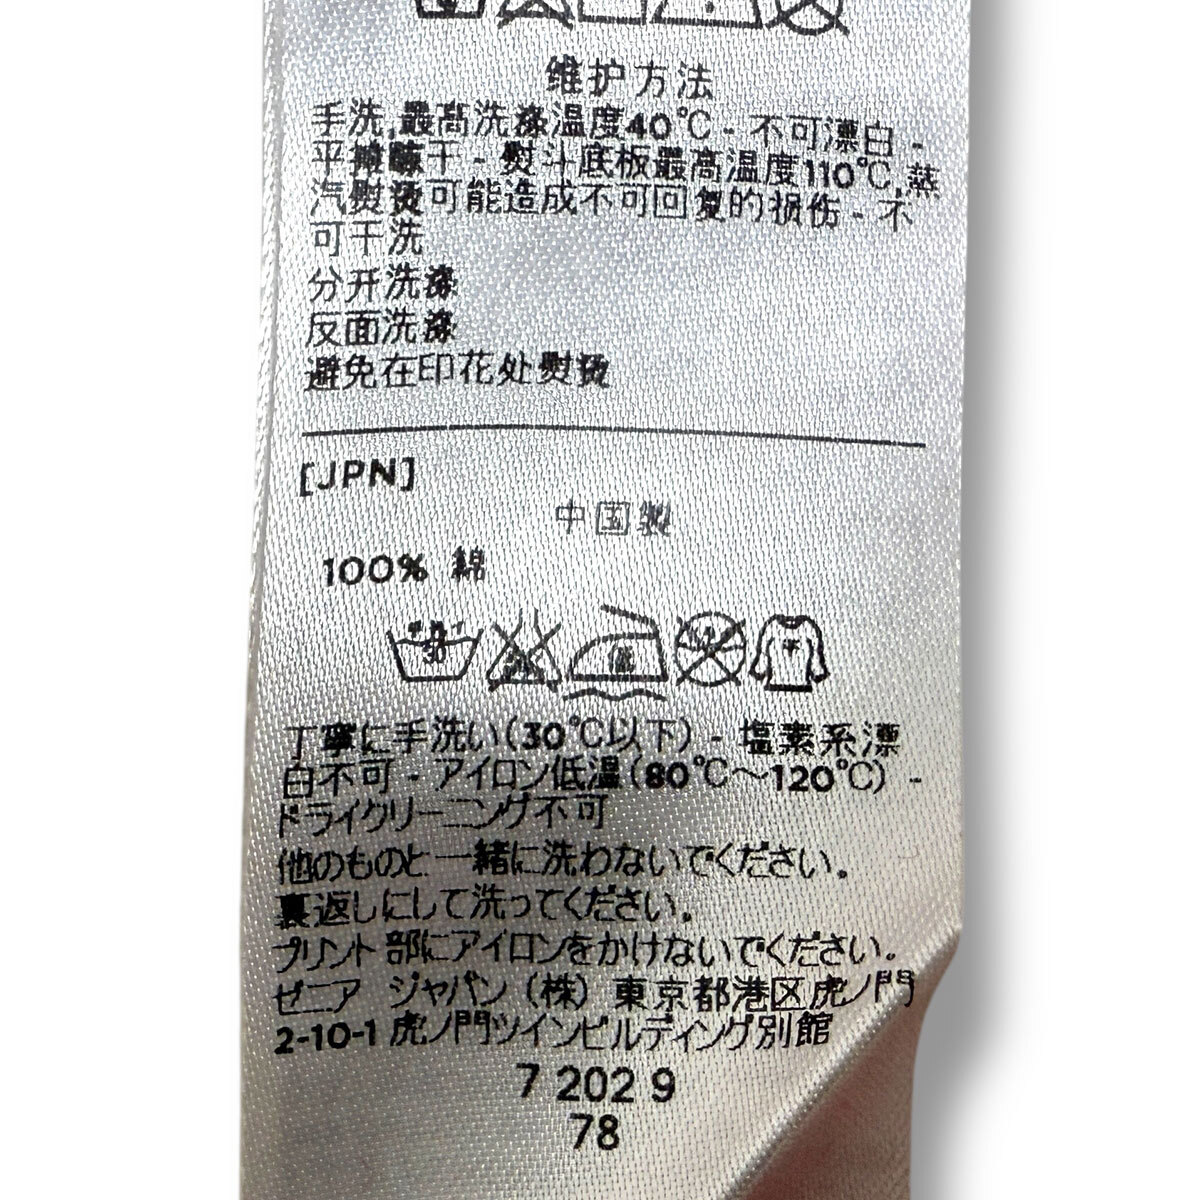 维护方法
手洗,最高洗涤温度40℃ - 不可漂白 -
平摊晾干 - 熨斗底板最高温度110℃,蒸
汽熨烫可能造成不可回复的损伤 - 不
可干洗
分开洗涤
反面洗涤
避免在印花处熨烫
[JPN]
中国製
100% 綿
丁寧に手洗い(30℃以下) - 塩素系漂
白不可 - アイロン低温(80℃〜120℃) -
ドライクリーニング不可
他のものと一緒に洗わないでください。
裏返しにして洗ってください。
プリント部にアイロンをかけないでください。
ゼニア ジャパン (株) 東京都港区虎ノ門
2-10-1 虎ノ門ツインビルディング別館
7 202 9
78